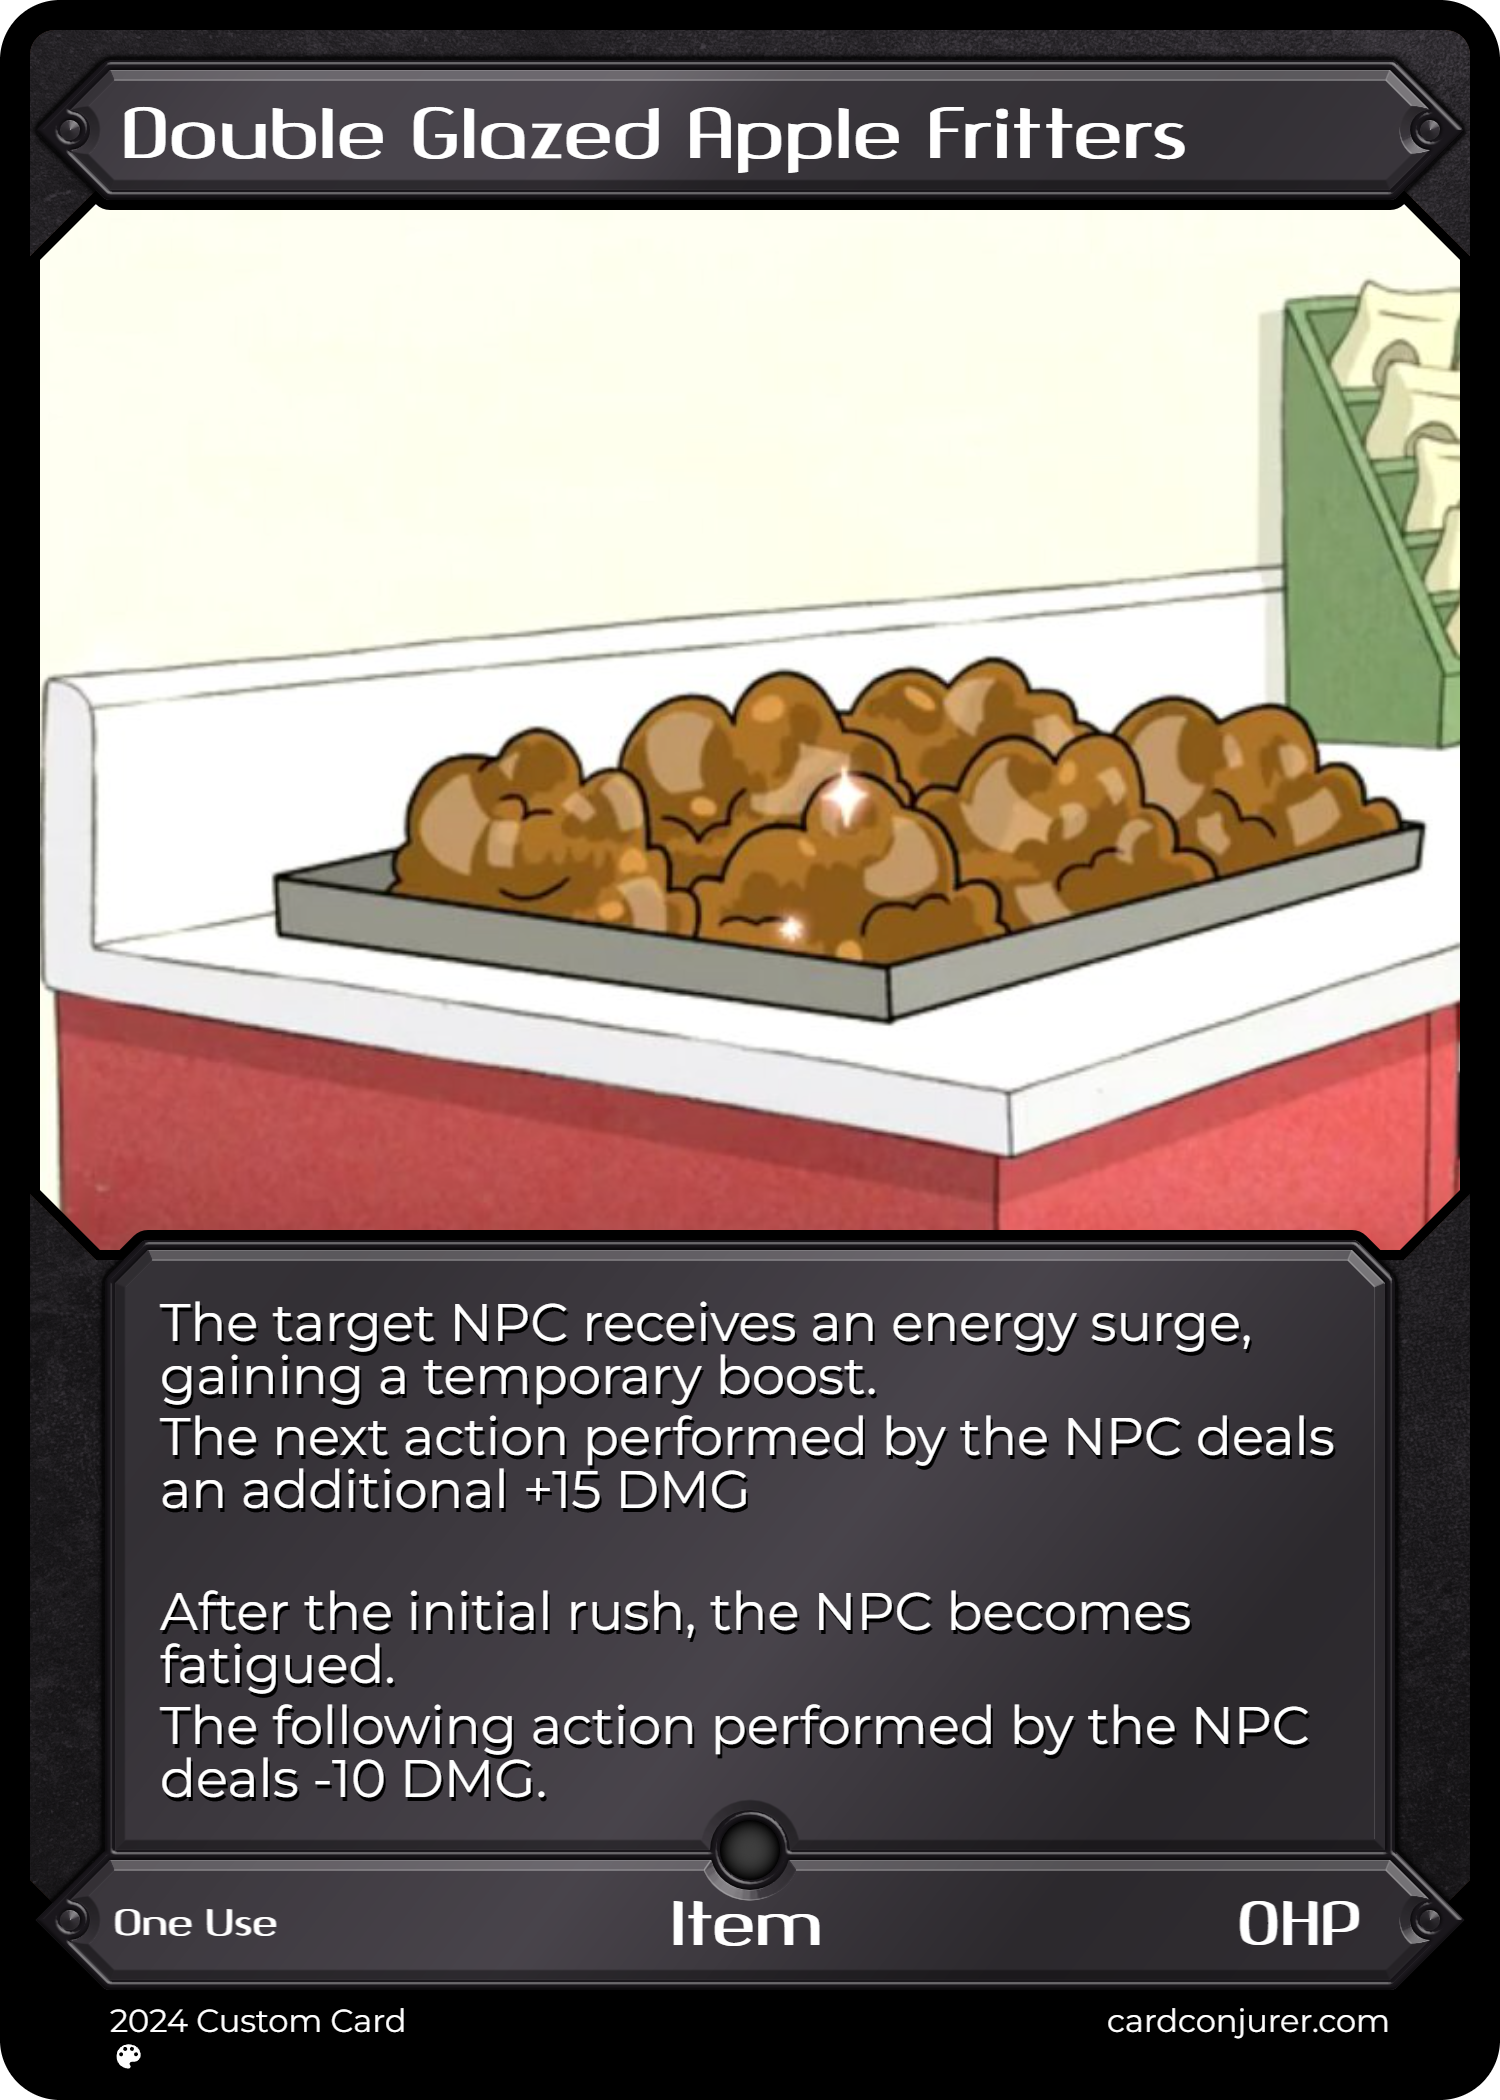 Double Glazed Apple Fritters
The target NPC receives an energy surge,
gaining a temporary boost.
The next action performed by the NPC deals
an additional +15 DMG
After the initial rush, the NPC becomes
fatigued.
The following action performed by the NPC
deals -10 DMG.
One Use
Item
0HP
2024 Custom Card
cardconjurer.com